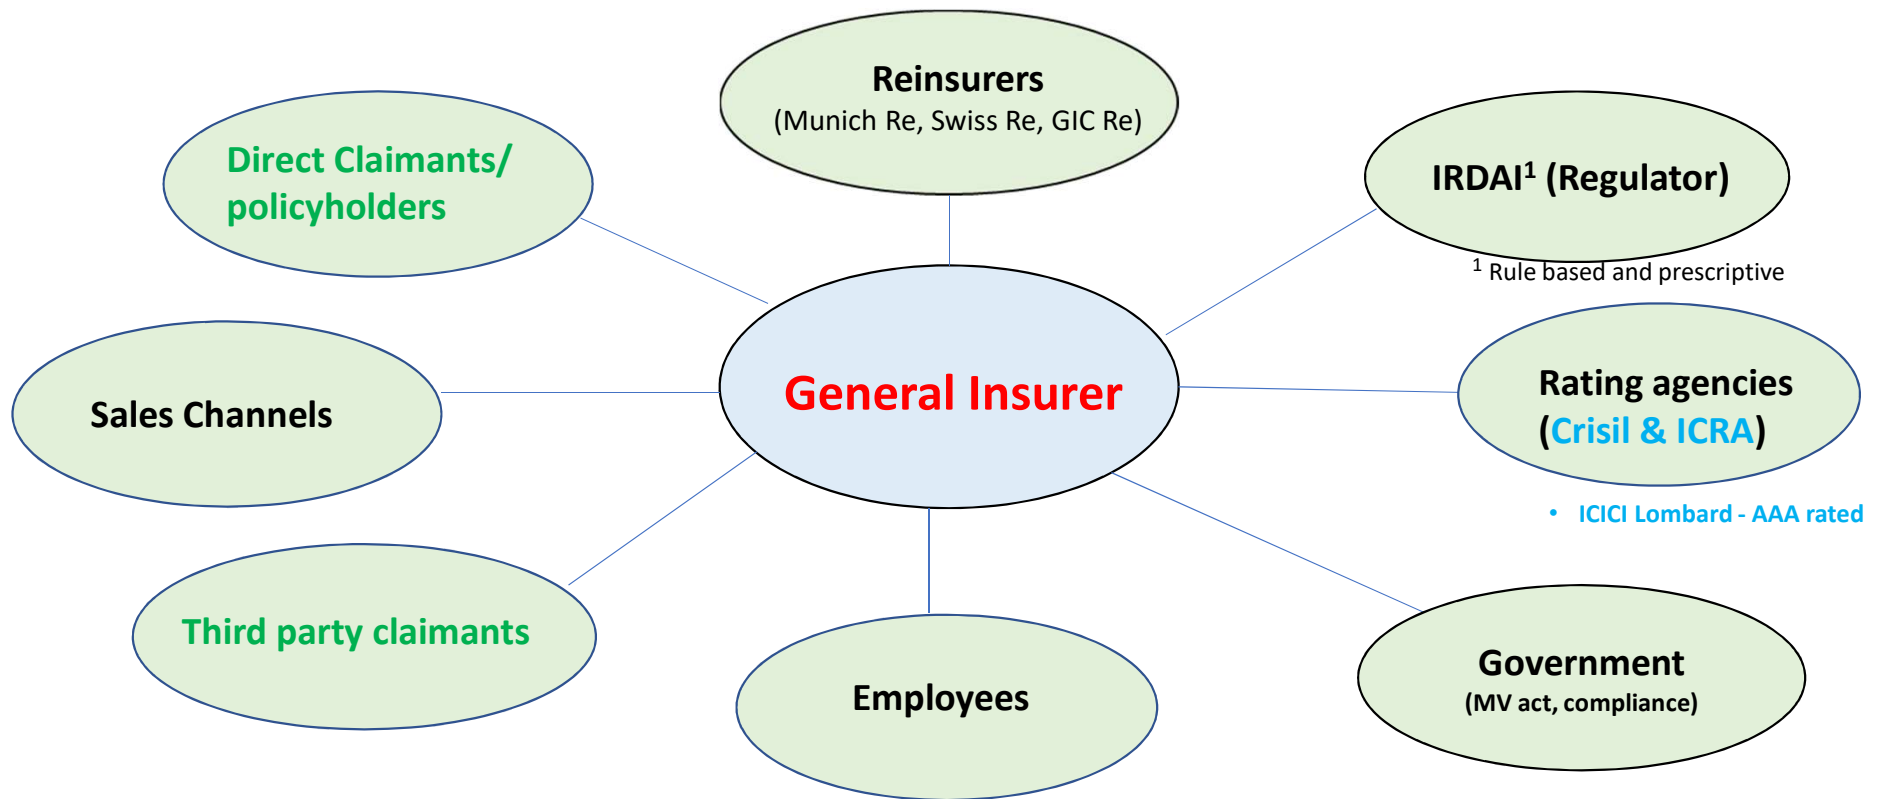 Reinsurers
(Munich Re, Swiss Re, GIC Re)
Direct Claimants/
policyholders
IRDAI¹ (Regulator)
¹ Rule based and prescriptive
General Insurer
Sales Channels
Rating agencies
(Crisil & ICRA)
• ICICI Lombard - AAA rated
Third party claimants
Employees
Government
(MV act, compliance)